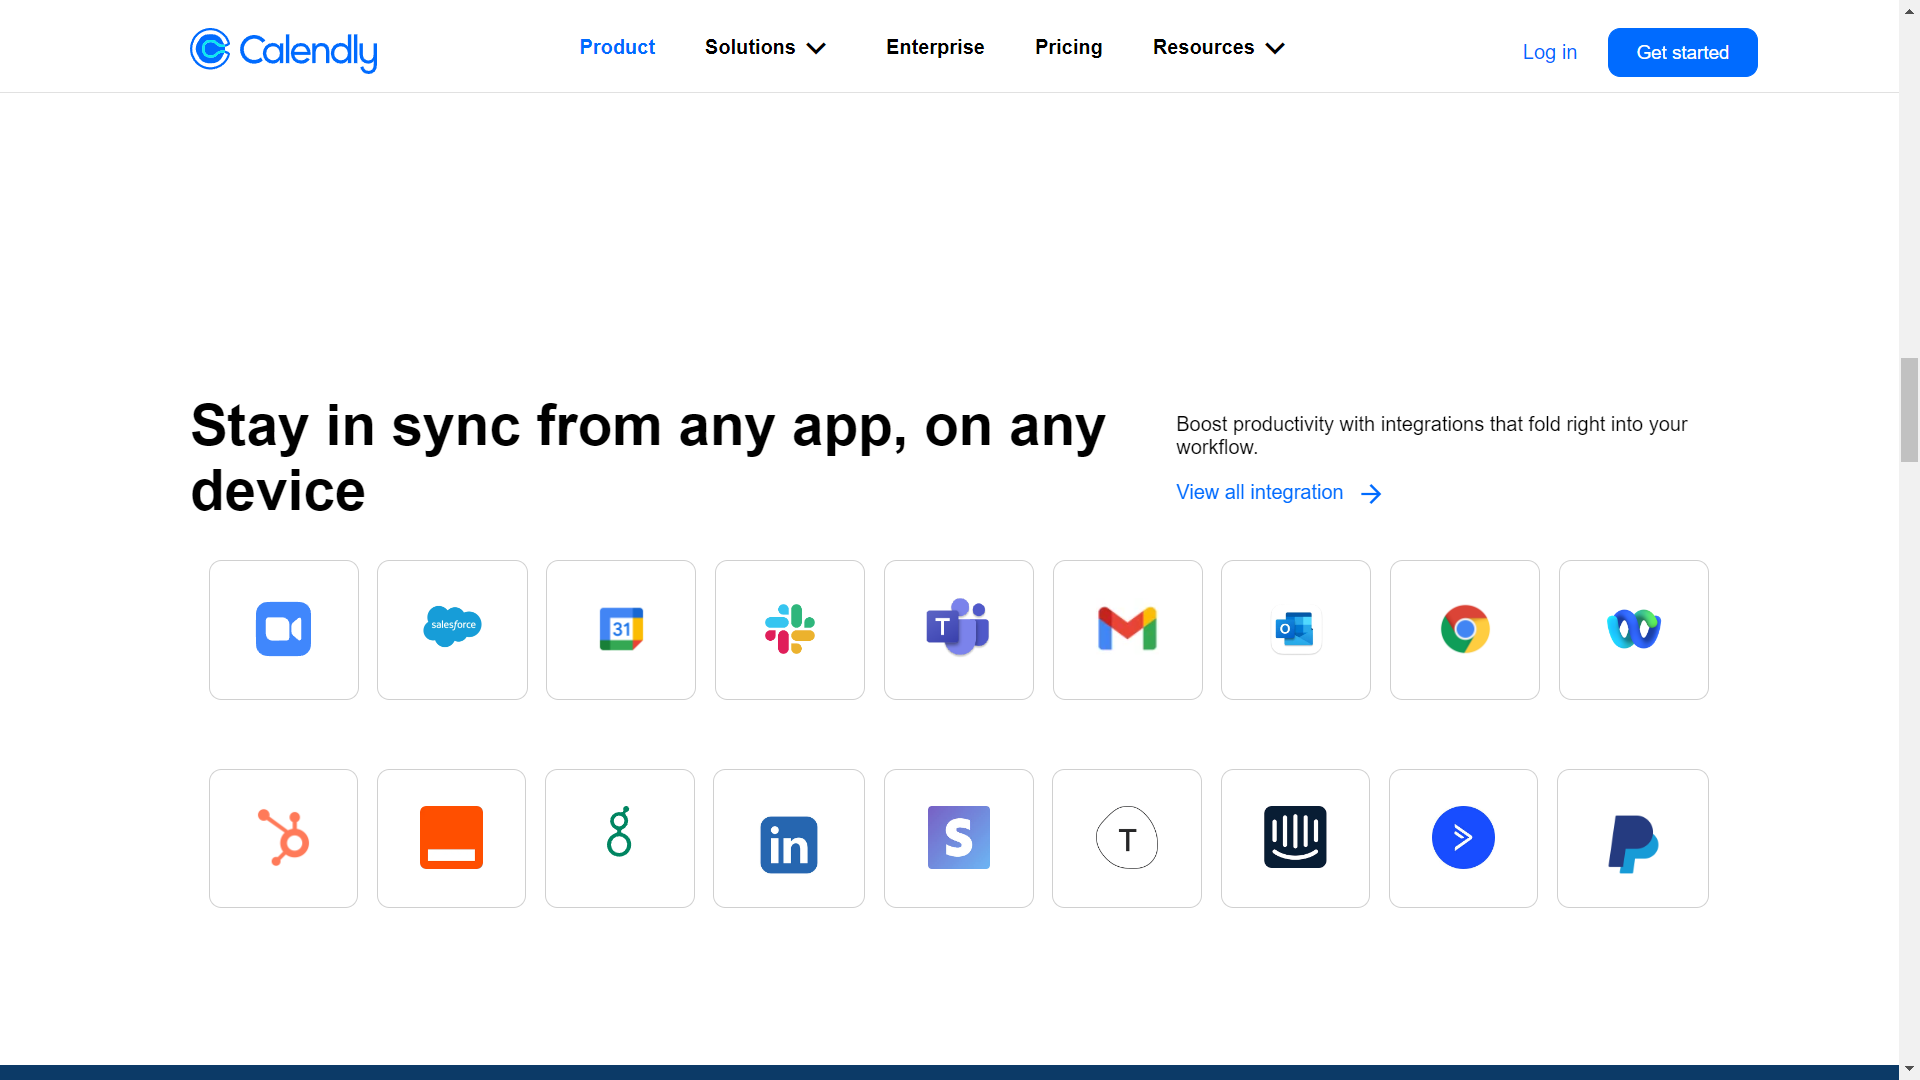 Calendly
Product
Solutions
Enterprise
Pricing
Resources
Log in
Get started
Stay in sync from any app, on any
device
Boost productivity with integrations that fold right into your
workflow.
View all integration
salesforce
31
T
O
in
S
T